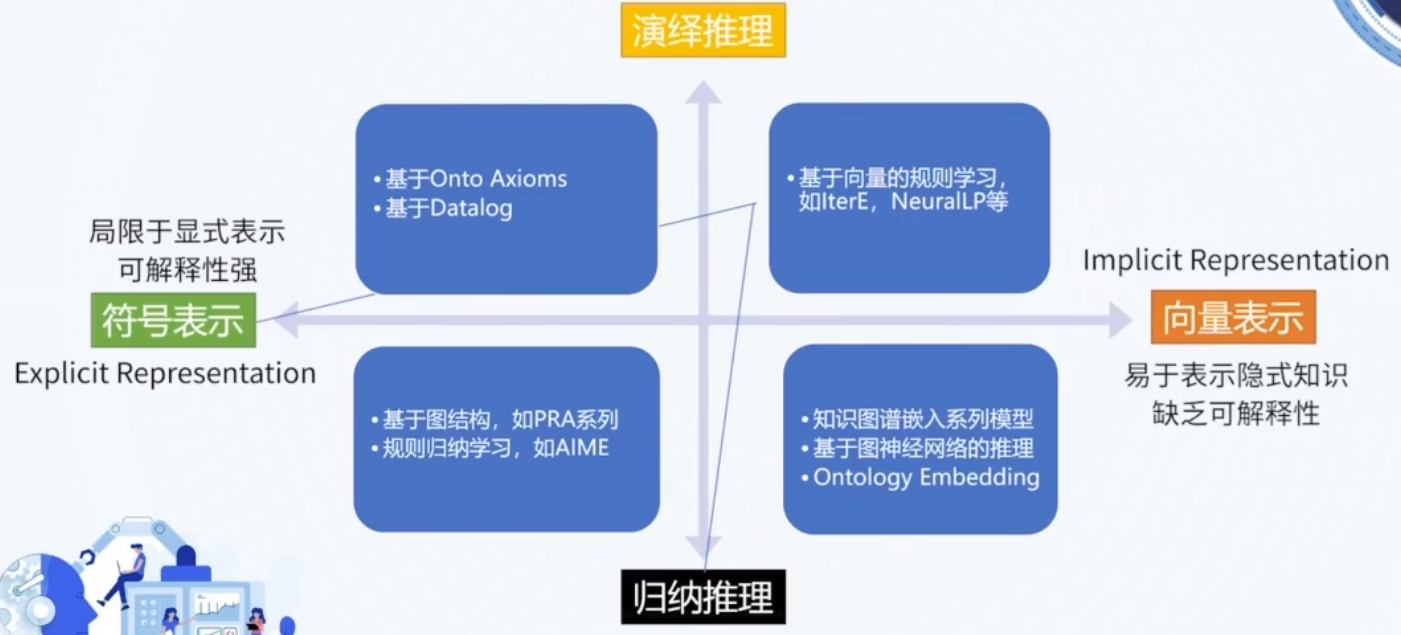 演绎推理
• 基于Onto Axioms
• 基于Datalog
• 基于向量的规则学习，
如IterE，NeuralLP等
局限于显式表示
可解释性强
符号表示
Explicit Representation
Implicit Representation
向量表示
易于表示隐式知识
缺乏可解释性
• 基于图结构，如PRA系列
• 规则归纳学习，如AIME
• 知识图谱嵌入系列模型
• 基于图神经网络的推理
• Ontology Embedding
归纳推理